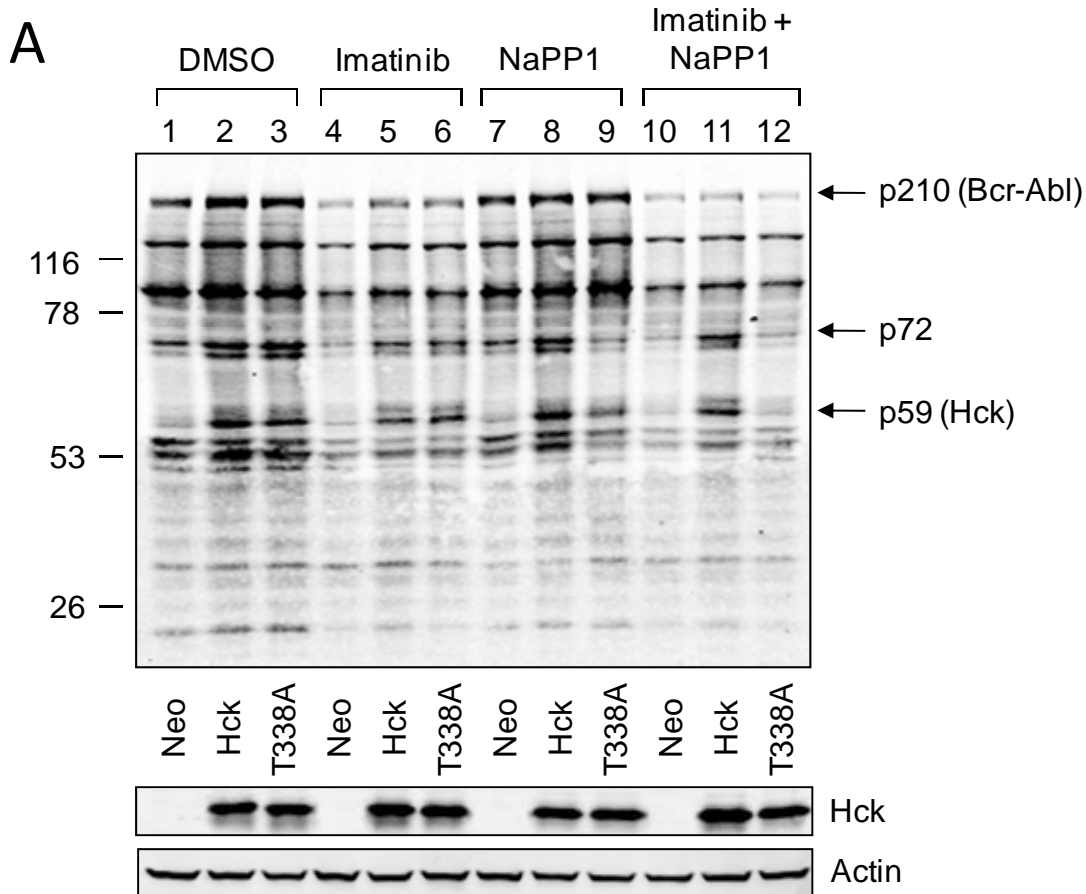 A
DMSO
Imatinib
NaPP1
Imatinib +
NaPP1
1 2 3 4 5 6 7 8 9 10 11 12
p210 (Bcr-Abl)
116
78
p72
p59 (Hck)
53
26
Neo Hck T338A Neo Hck T338A Neo Hck T338A Neo Hck T338A
Hck
Actin